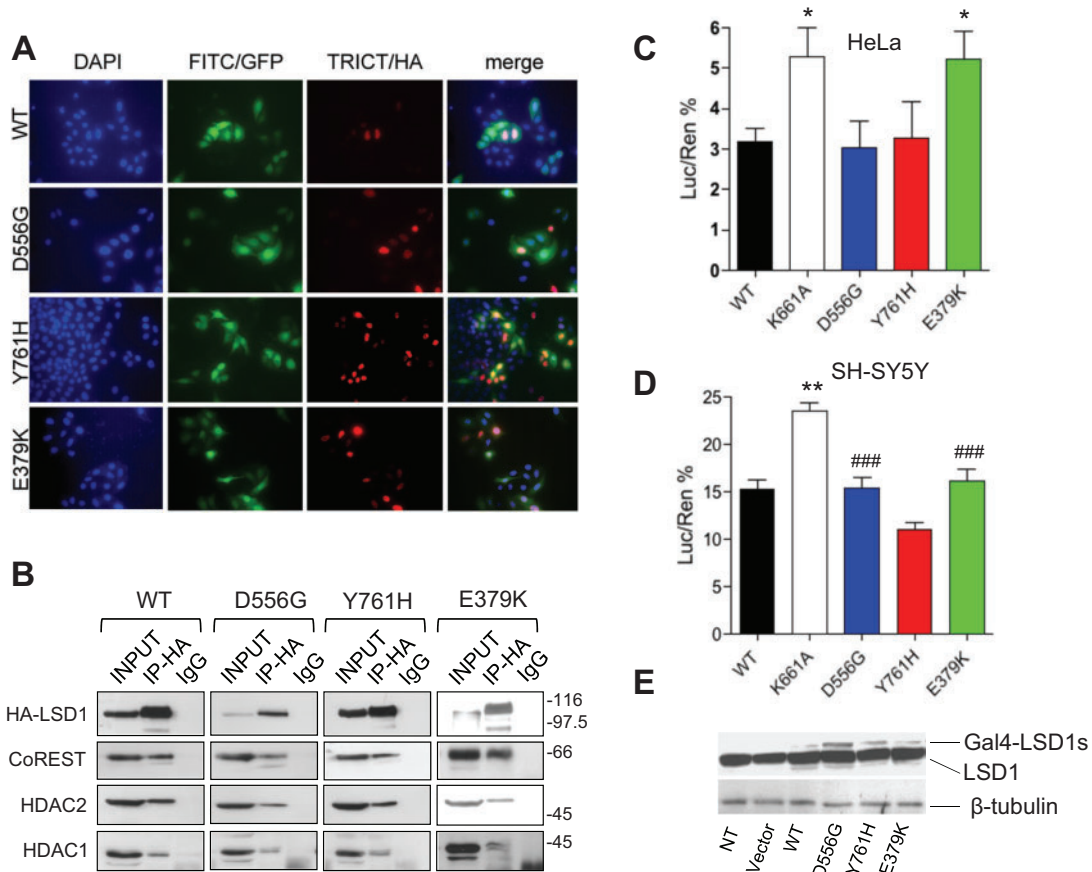 A
DAPI FITC/GFP TRICT/HA merge
WT
D556G
Y761H
E379K
B
WT D556G Y761H E379K
INPUT IP-HA IgG INPUT IP-HA IgG INPUT IP-HA IgG INPUT IP-HA IgG
HA-LSD1
-116
-97.5
CoREST
-66
HDAC2
-45
HDAC1
-45
C
HeLa
* *
Luc/Ren %
6
5
4
3
2
1
0
WT K661A D556G Y761H E379K
D
SH-SY5Y
** ### ###
Luc/Ren %
25
20
15
10
5
0
WT K661A D556G Y761H E379K
E
Gal4-LSD1s
LSD1
β-tubulin
NT Vector WT D556G Y761H E379K